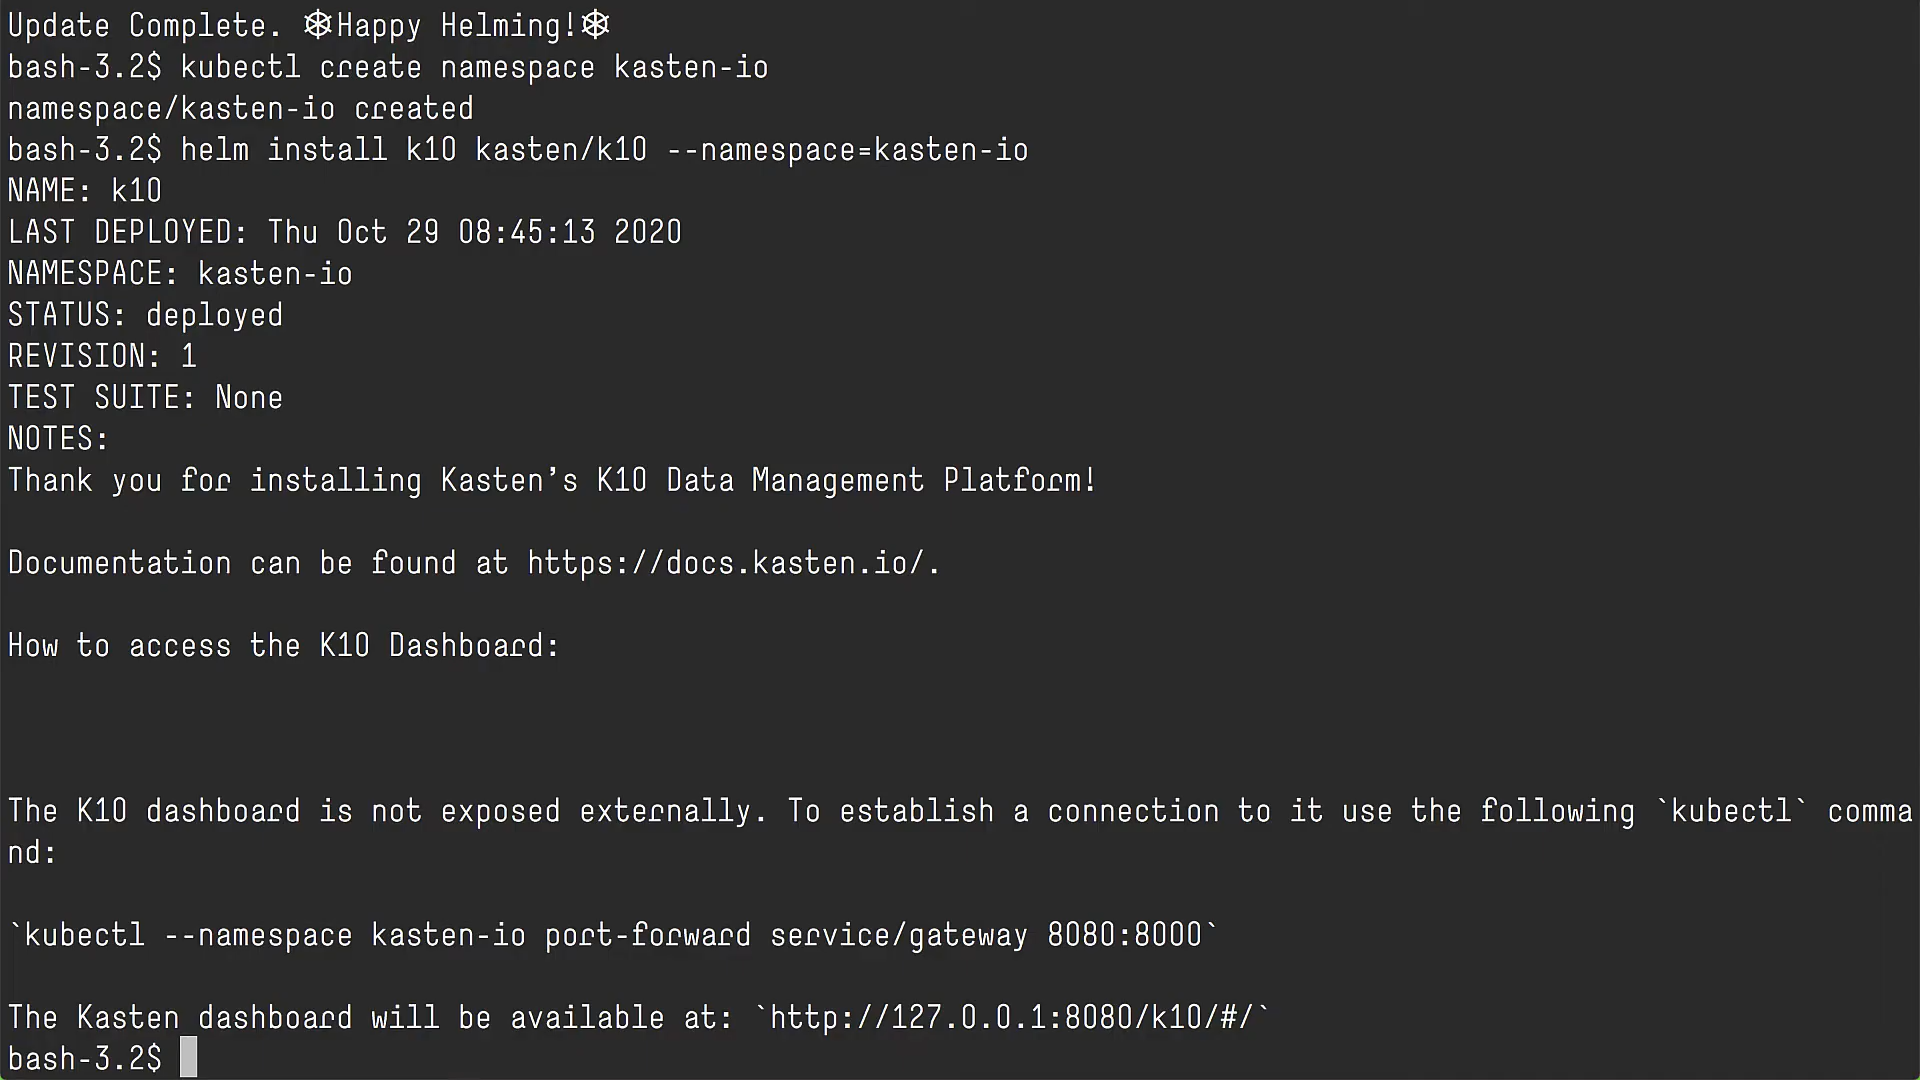 Update Complete. ⎈Happy Helming!⎈
bash-3.2$ kubectl create namespace kasten-io
namespace/kasten-io created
bash-3.2$ helm install k10 kasten/k10 --namespace=kasten-io
NAME: k10
LAST DEPLOYED: Thu Oct 29 08:45:13 2020
NAMESPACE: kasten-io
STATUS: deployed
REVISION: 1
TEST SUITE: None
NOTES:
Thank you for installing Kasten’s K10 Data Management Platform!
Documentation can be found at https://docs.kasten.io/.
How to access the K10 Dashboard:
The K10 dashboard is not exposed externally. To establish a connection to it use the following `kubectl` comma
nd:
`kubectl --namespace kasten-io port-forward service/gateway 8080:8000`
The Kasten dashboard will be available at: `http://127.0.0.1:8080/k10/#/`
bash-3.2$